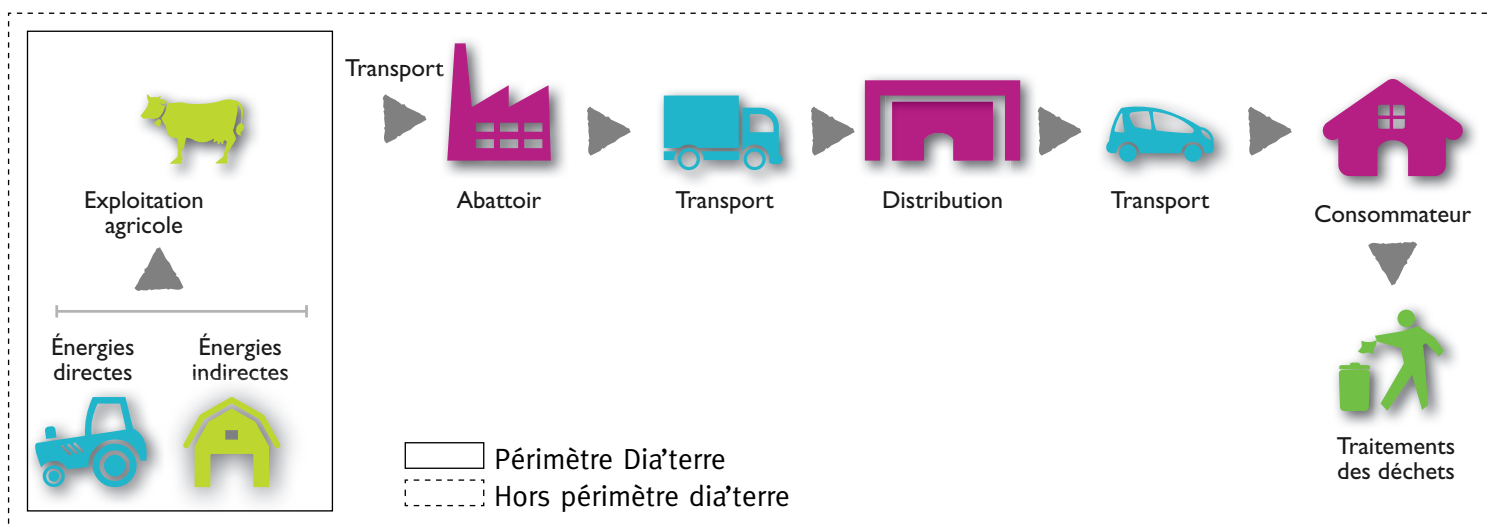 Transport
Exploitation
agricole
Énergies
directes
Énergies
indirectes
Abattoir
Transport
Distribution
Transport
Consommateur
Traitements
des déchets
Périmètre Dia’terre
Hors périmètre dia’terre